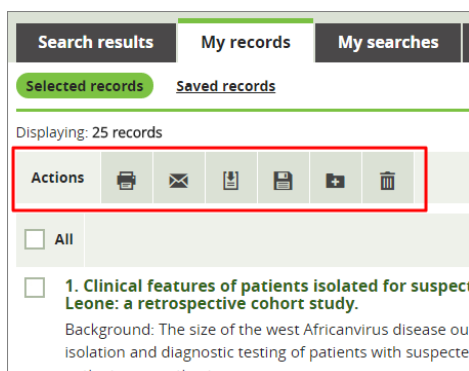 Search results My records My searches
Selected records Saved records
Displaying: 25 records
Actions
All
1. Clinical features of patients isolated for suspect
Leone: a retrospective cohort study.
Background: The size of the west Africanvirus disease ou
isolation and diagnostic testing of patients with suspecte